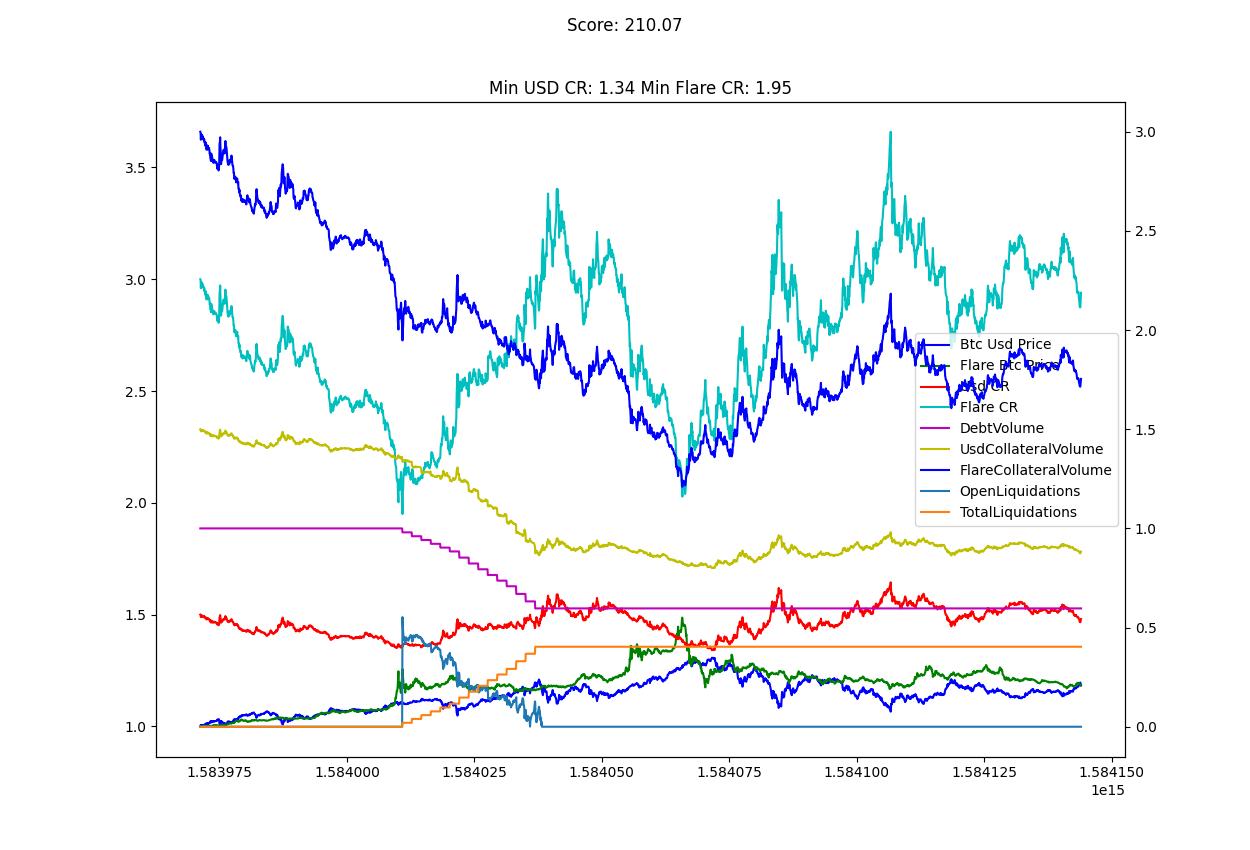 Score: 210.07
Min USD CR: 1.34 Min Flare CR: 1.95
3.5
3.0
2.5
2.0
1.5
1.0
3.0
2.5
2.0
1.5
1.0
0.5
0.0
Btc Usd Price
Flare Btc Price
Usd CR
Flare CR
DebtVolume
UsdCollateralVolume
FlareCollateralVolume
OpenLiquidations
TotalLiquidations
1.583975 1.584000 1.584025 1.584050 1.584075 1.584100 1.584125 1.584150
1e15